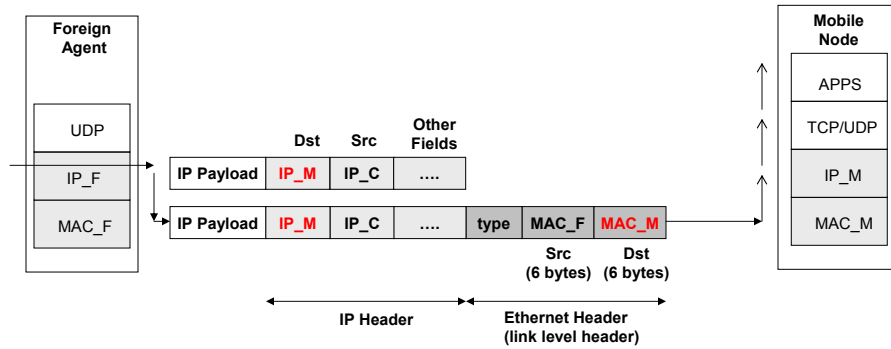 Foreign
Agent
UDP
IP_F
MAC_F
Dst Src Other
Fields
IP Payload IP_M IP_C ....
IP Payload IP_M IP_C .... type MAC_F MAC_M
Src Dst
(6 bytes) (6 bytes)
IP Header Ethernet Header
(link level header)
Mobile
Node
APPS
TCP/UDP
IP_M
MAC_M